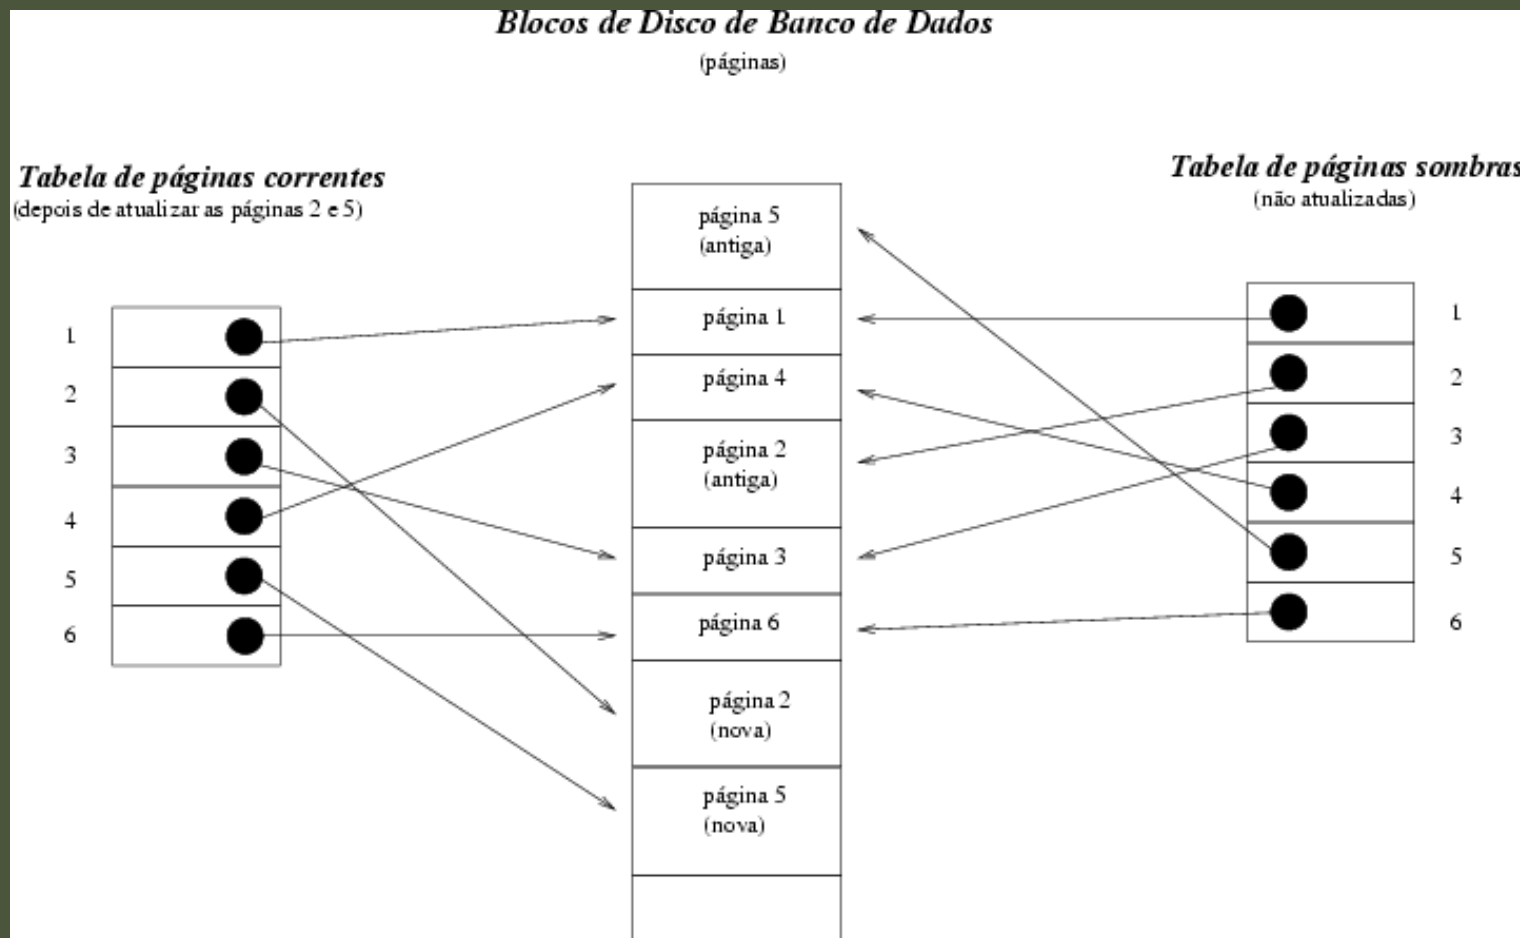 Blocos de Disco de Banco de Dados
(páginas)
Tabela de páginas correntes
(depois de atualizar as páginas 2 e 5)
1
2
3
4
5
6
página 5
(antiga)
página 1
página 4
página 2
(antiga)
página 3
página 6
página 2
(nova)
página 5
(nova)
Tabela de páginas sombras
(não atualizadas)
1
2
3
4
5
6